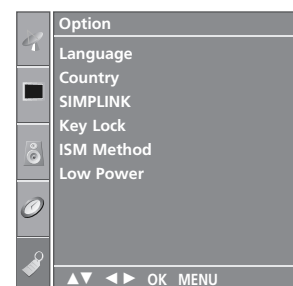 Option
Language
Country
SIMPLINK
Key Lock
ISM Method
Low Power
▲▼ ◄► OK MENU